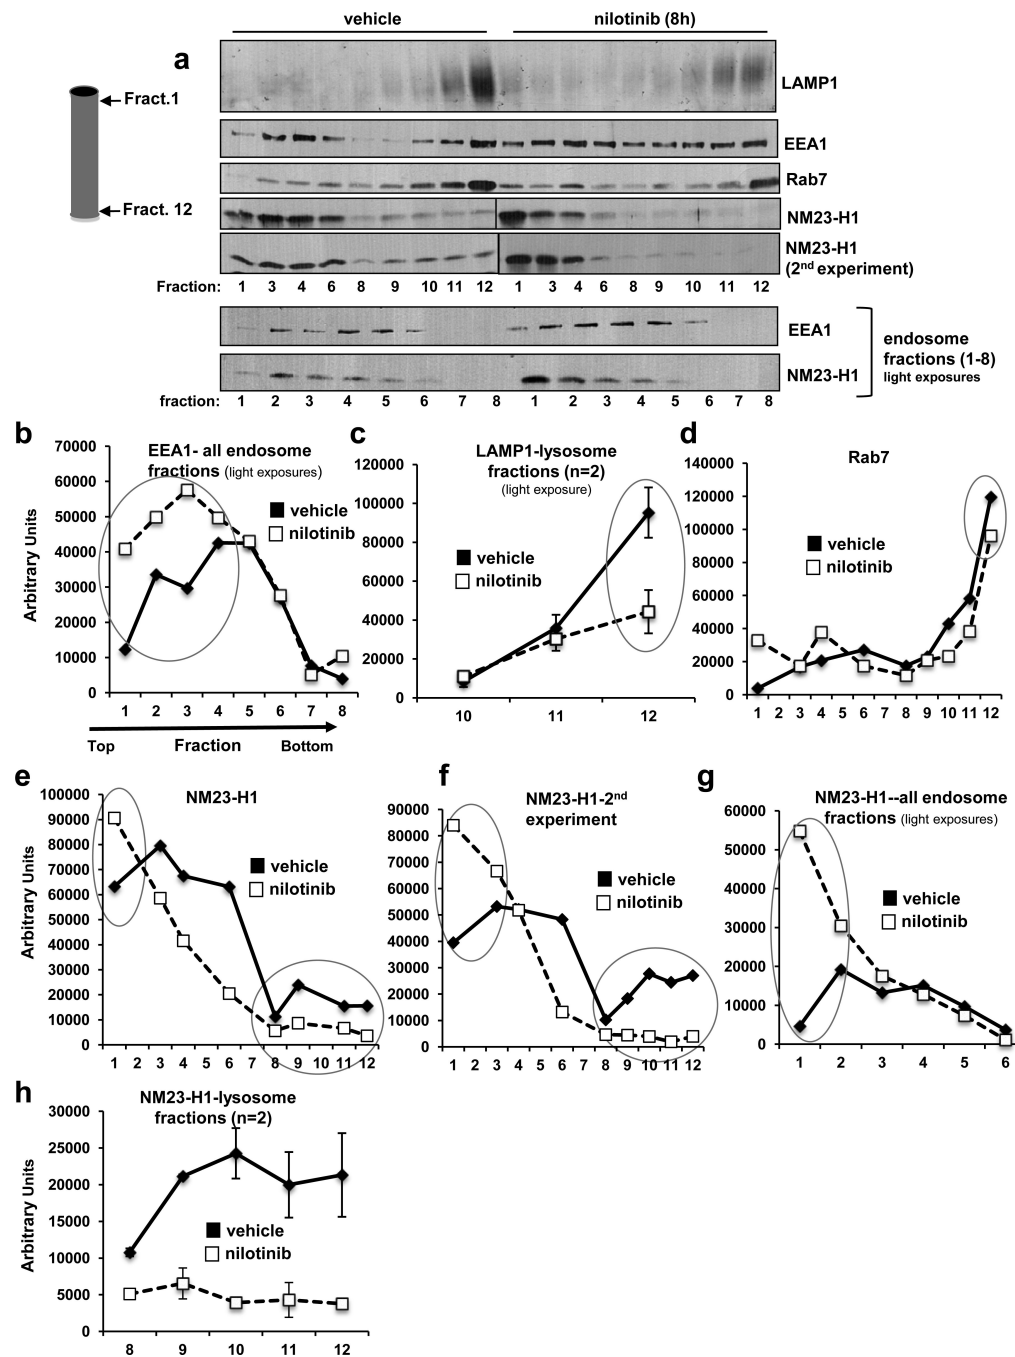 vehicle nilotinib (8h)
a
Fract.1
Fract. 12
LAMP1
EEA1
Rab7
NM23-H1
NM23-H1
(2nd experiment)
Fraction: 1 3 4 6 8 9 10 11 12 1 3 4 6 8 9 10 11 12
EEA1
NM23-H1
endosome
fractions (1-8)
light exposures
fraction: 1 2 3 4 5 6 7 8 1 2 3 4 5 6 7 8
b
EEA1- all endosome
fractions (light exposures)
vehicle
nilotinib
Arbitrary Units
70000
60000
50000
40000
30000
20000
10000
0
1 2 3 4 5 6 7 8
Top Fraction Bottom
c
LAMP1-lysosome
fractions (n=2)
(light exposure)
vehicle
nilotinib
120000
100000
80000
60000
40000
20000
0
10 11 12
d
Rab7
vehicle
nilotinib
140000
120000
100000
80000
60000
40000
20000
0
1 2 3 4 5 6 7 8 9 10 11 12
e
NM23-H1
vehicle
nilotinib
Arbitrary Units
100000
90000
80000
70000
60000
50000
40000
30000
20000
10000
0
1 2 3 4 5 6 7 8 9 10 11 12
f
NM23-H1-2nd
experiment
vehicle
nilotinib
90000
80000
70000
60000
50000
40000
30000
20000
10000
0
1 2 3 4 5 6 7 8 9 10 11 12
g
NM23-H1--all endosome
fractions (light exposures)
vehicle
nilotinib
60000
50000
40000
30000
20000
10000
0
1 2 3 4 5 6
h
NM23-H1-lysosome
fractions (n=2)
vehicle
nilotinib
Arbitrary Units
30000
25000
20000
15000
10000
5000
0
8 9 10 11 12